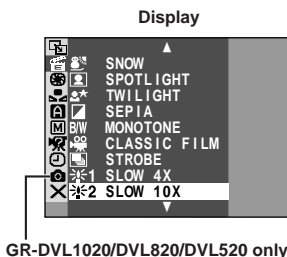 Display
SNOW
SPOTLIGHT
TWILIGHT
SEPIA
B/W MONOTONE
CLASSIC FILM
STROBE
1 SLOW 4X
2 SLOW 10X
GR-DVL1020/DVL820/DVL520 only